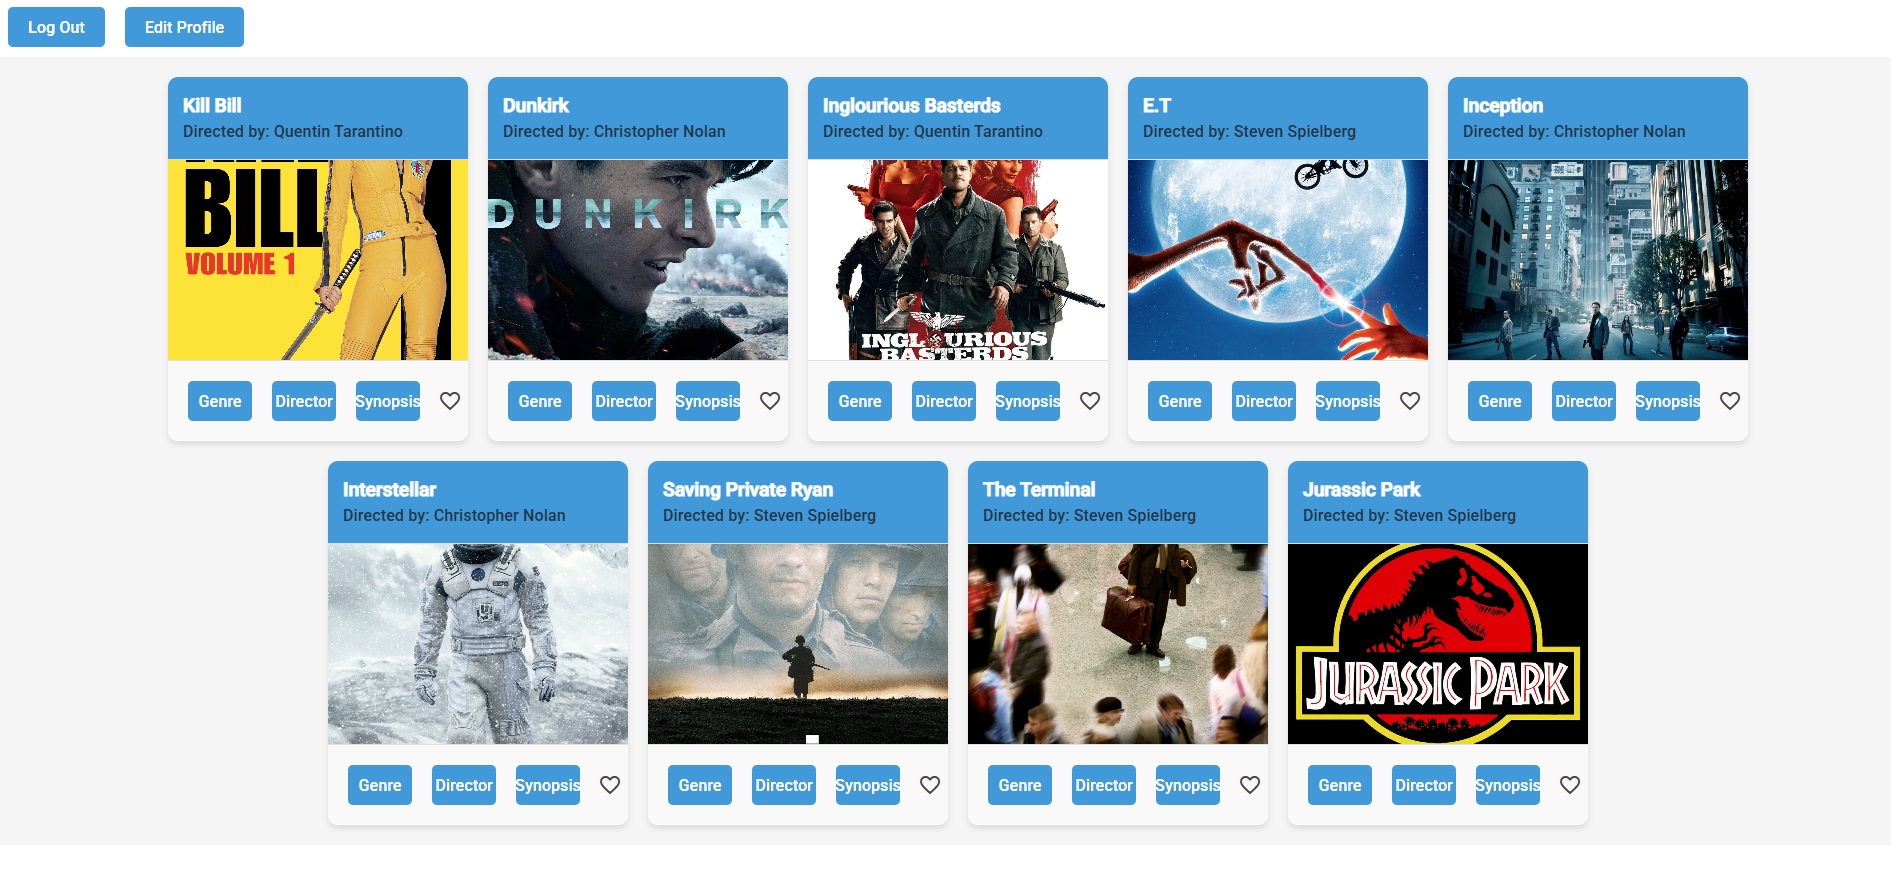 Log Out
Edit Profile
Kill Bill
Directed by: Quentin Tarantino
BILL
VOLUME 1
Genre
Director
Synopsis
Dunkirk
Directed by: Christopher Nolan
DUNKIRK
Genre
Director
Synopsis
Inglourious Basterds
Directed by: Quentin Tarantino
INGLOURIOUS
BASTERDS
Genre
Director
Synopsis
E.T
Directed by: Steven Spielberg
Genre
Director
Synopsis
Inception
Directed by: Christopher Nolan
Genre
Director
Synopsis
Interstellar
Directed by: Christopher Nolan
Genre
Director
Synopsis
Saving Private Ryan
Directed by: Steven Spielberg
Genre
Director
Synopsis
The Terminal
Directed by: Steven Spielberg
Genre
Director
Synopsis
Jurassic Park
Directed by: Steven Spielberg
JURASSIC PARK
Genre
Director
Synopsis